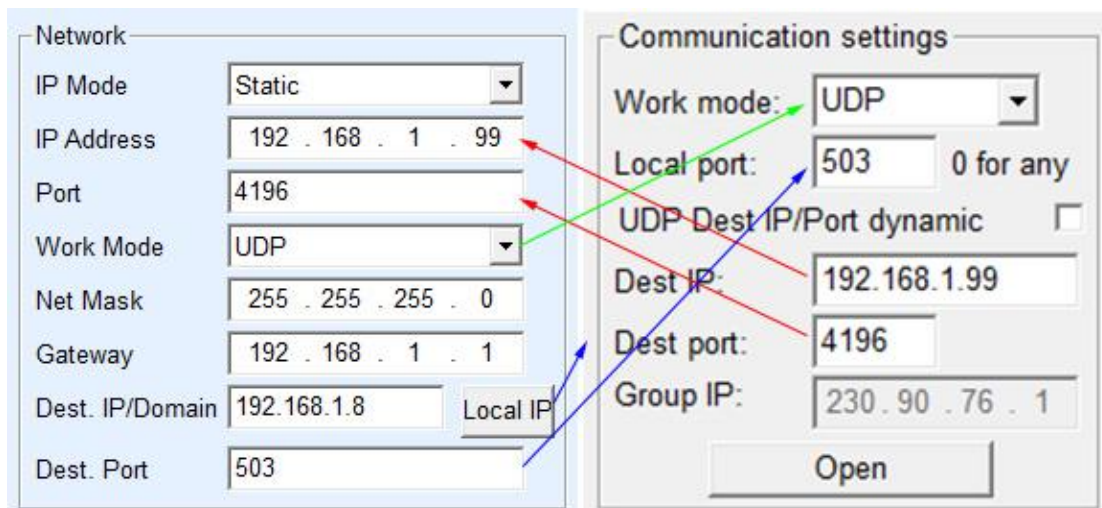 Network
IP Mode Static
IP Address 192 . 168 . 1 . 99
Port 4196
Work Mode UDP
Net Mask 255 . 255 . 255 . 0
Gateway 192 . 168 . 1 . 1
Dest. IP/Domain 192.168.1.8 Local IP
Dest. Port 503
Communication settings
Work mode: UDP
Local port: 503 0 for any
UDP Dest IP/Port dynamic
Dest IP: 192.168.1.99
Dest port: 4196
Group IP: 230 . 90 . 76 . 1
Open